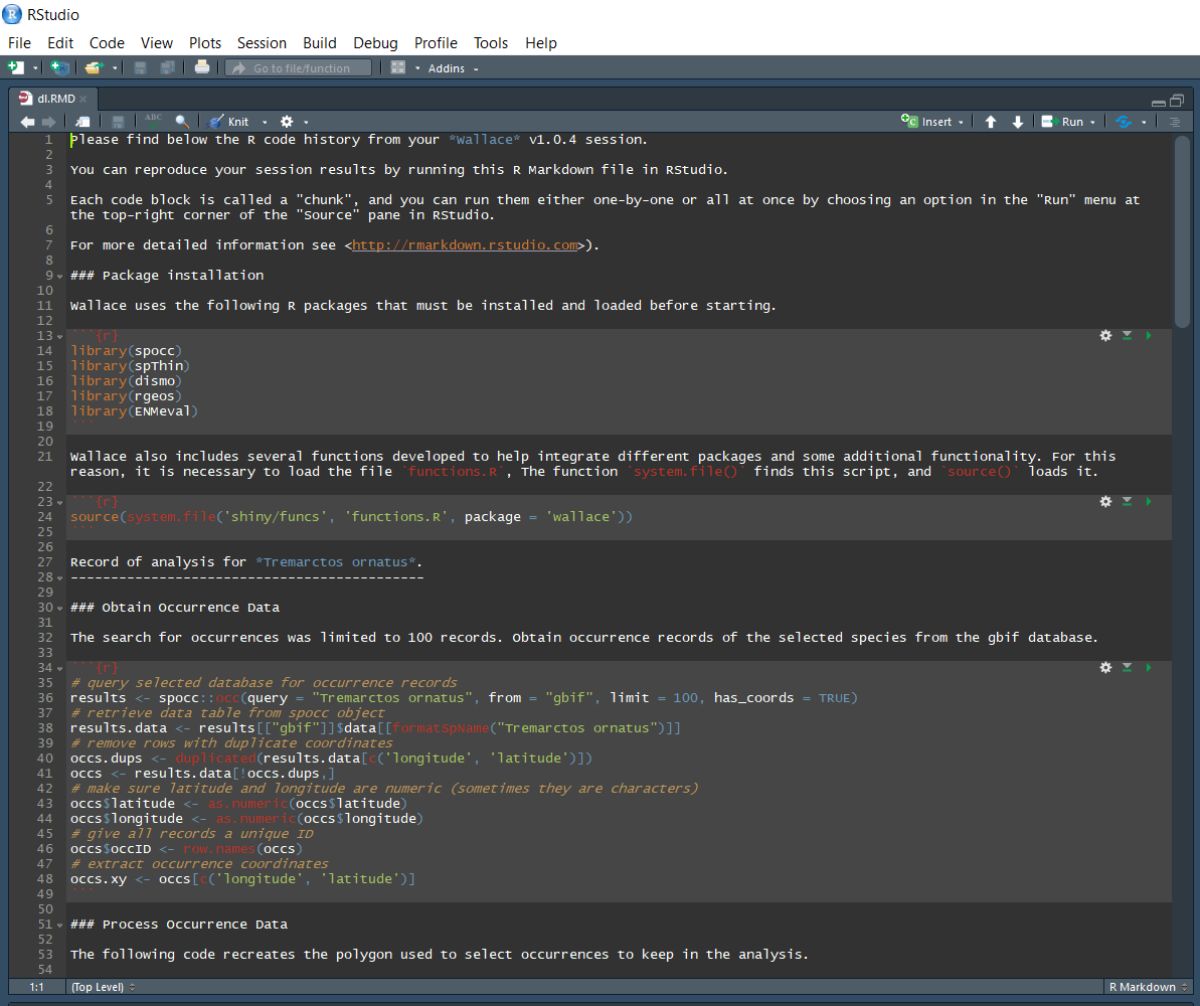 RStudio
File Edit Code View Plots Session Build Debug Profile Tools Help
Go to file/function Addins
dl.RMD
ABC Knit Insert Run
1 Please find below the R code history from your *Wallace* v1.0.4 session.
2
3 You can reproduce your session results by running this R Markdown file in RStudio.
4
5 Each code block is called a "chunk", and you can run them either one-by-one or all at once by choosing an option in the "Run" menu at
the top-right corner of the "Source" pane in RStudio.
6
7 For more detailed information see <http://rmarkdown.rstudio.com>).
8
9 ### Package installation
10
11 Wallace uses the following R packages that must be installed and loaded before starting.
12
13 ```{r}
14 library(spocc)
15 library(spThin)
16 library(dismo)
17 library(rgeos)
18 library(ENMeval)
19 ```
20
21 Wallace also includes several functions developed to help integrate different packages and some additional functionality. For this
reason, it is necessary to load the file `functions.R`, The function `system.file()` finds this script, and `source()` loads it.
22
23 ```{r}
24 source(system.file('shiny/funcs', 'functions.R', package = 'wallace'))
25 ```
26
27 Record of analysis for *Tremarctos ornatus*.
28 --------------------------------------------
29
30 ### Obtain Occurrence Data
31
32 The search for occurrences was limited to 100 records. Obtain occurrence records of the selected species from the gbif database.
33
34 ```{r}
35 # query selected database for occurrence records
36 results <- spocc::occ(query = "Tremarctos ornatus", from = "gbif", limit = 100, has_coords = TRUE)
37 # retrieve data table from spocc object
38 results.data <- results[["gbif"]]$data[[formatSpName("Tremarctos ornatus")]]
39 # remove rows with duplicate coordinates
40 occs.dups <- duplicated(results.data[c('longitude', 'latitude')])
41 occs <- results.data[!occs.dups,]
42 # make sure latitude and longitude are numeric (sometimes they are characters)
43 occs$latitude <- as.numeric(occs$latitude)
44 occs$longitude <- as.numeric(occs$longitude)
45 # give all records a unique ID
46 occs$occID <- row.names(occs)
47 # extract occurrence coordinates
48 occs.xy <- occs[c('longitude', 'latitude')]
49 ```
50
51 ### Process Occurrence Data
52
53 The following code recreates the polygon used to select occurrences to keep in the analysis.
54
1:1 (Top Level) R Markdown